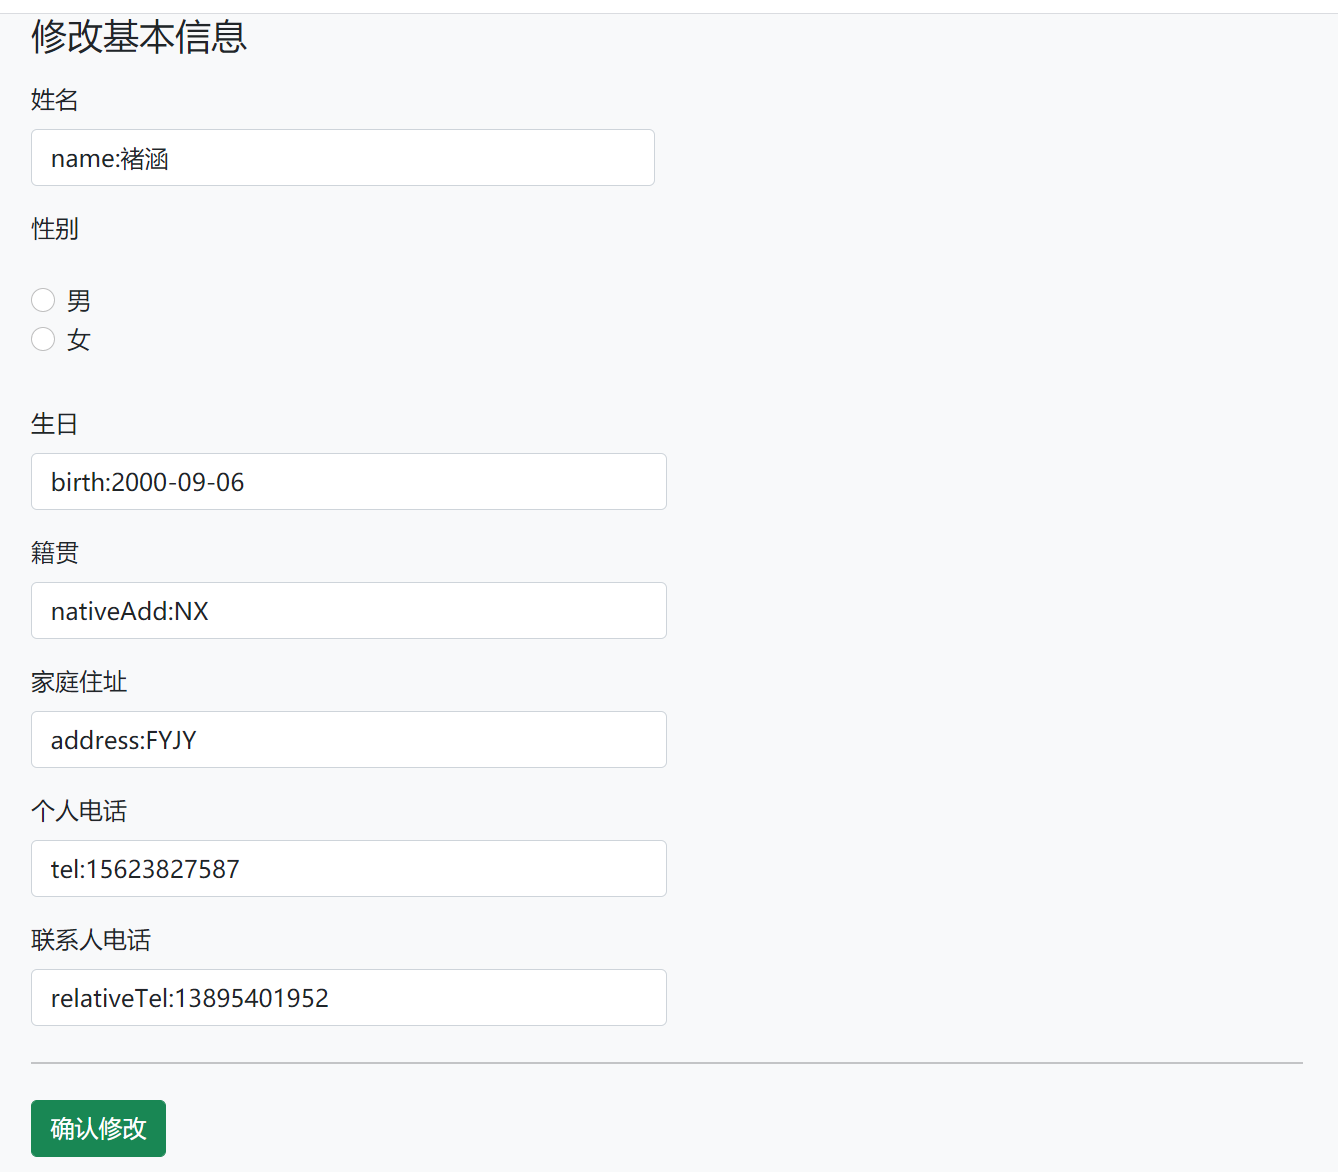 修改基本信息
姓名
name:褚涵
性别
男
女
生日
birth:2000-09-06
籍贯
nativeAdd:NX
家庭住址
address:FYJY
个人电话
tel:15623827587
联系人电话
relativeTel:13895401952
确认修改